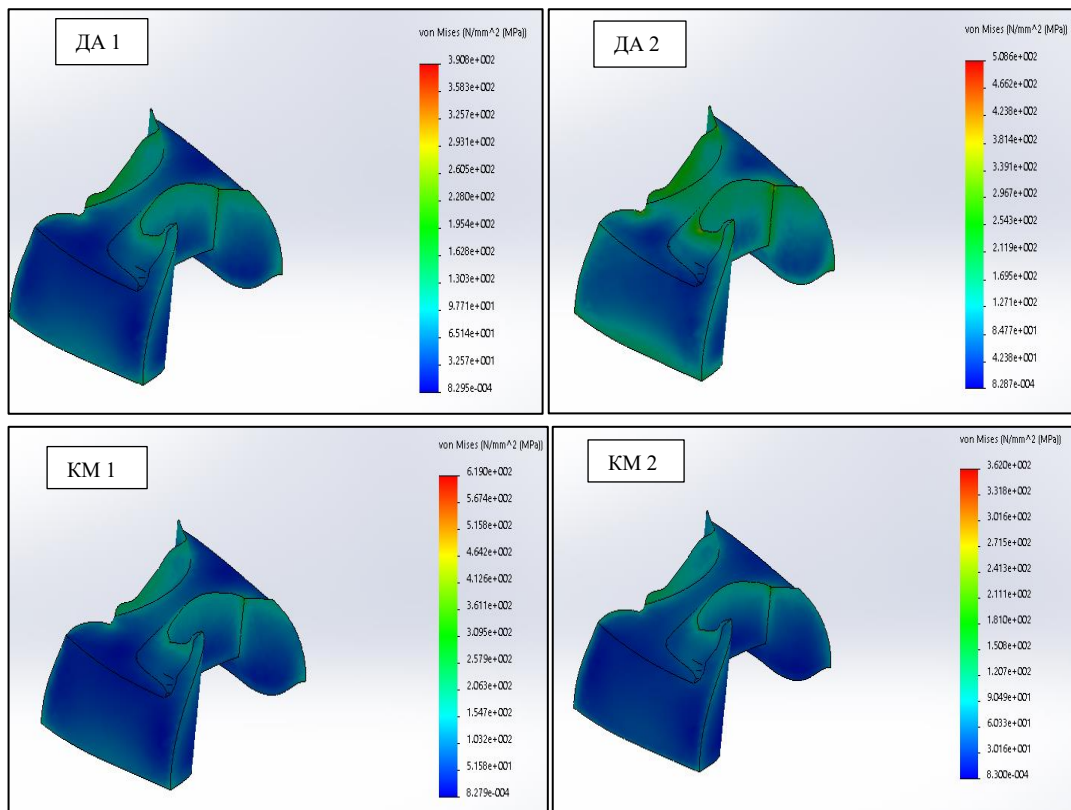 ДА 1
von Mises (N/mm^2 (MPa))
3.908e+002
3.583e+002
3.257e+002
2.931e+002
2.605e+002
2.280e+002
1.954e+002
1.628e+002
1.303e+002
9.771e+001
6.514e+001
3.257e+001
8.295e-004
ДА 2
von Mises (N/mm^2 (MPa))
5.086e+002
4.662e+002
4.238e+002
3.814e+002
3.391e+002
2.967e+002
2.543e+002
2.119e+002
1.695e+002
1.271e+002
8.477e+001
4.238e+001
8.287e-004
КМ 1
von Mises (N/mm^2 (MPa))
6.190e+002
5.674e+002
5.158e+002
4.642e+002
4.126e+002
3.611e+002
3.095e+002
2.579e+002
2.063e+002
1.547e+002
1.032e+002
5.158e+001
8.279e-004
КМ 2
von Mises (N/mm^2 (MPa))
3.620e+002
3.318e+002
3.016e+002
2.715e+002
2.413e+002
2.111e+002
1.810e+002
1.207e+002
9.049e+001
6.033e+001
3.016e+001
8.300e-004